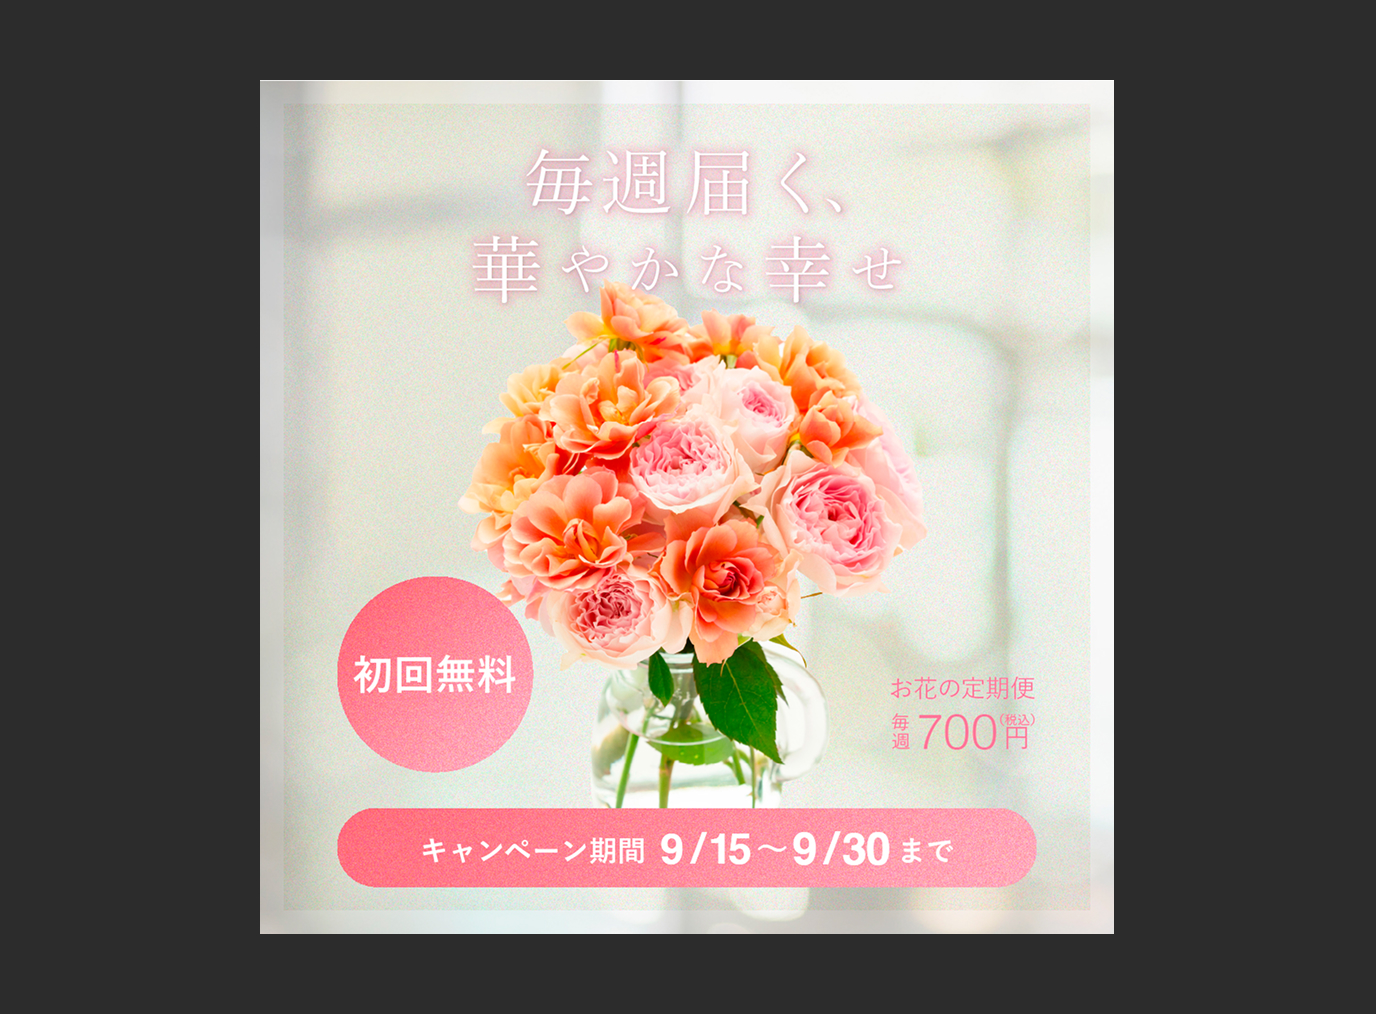 毎週届く、
華やかな幸せ
初回無料
お花の定期便
毎週700円(税込)
キャンペーン期間 9/15〜9/30 まで